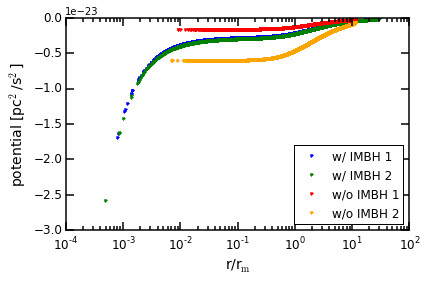 1e−23
0.0
−0.5
−1.0
−1.5
−2.0
−2.5
−3.0
potential [pc² /s² ]
w/ IMBH 1
w/ IMBH 2
w/o IMBH 1
w/o IMBH 2
10⁻⁴ 10⁻³ 10⁻² 10⁻¹ 10⁰ 10¹ 10²
r/rₘ